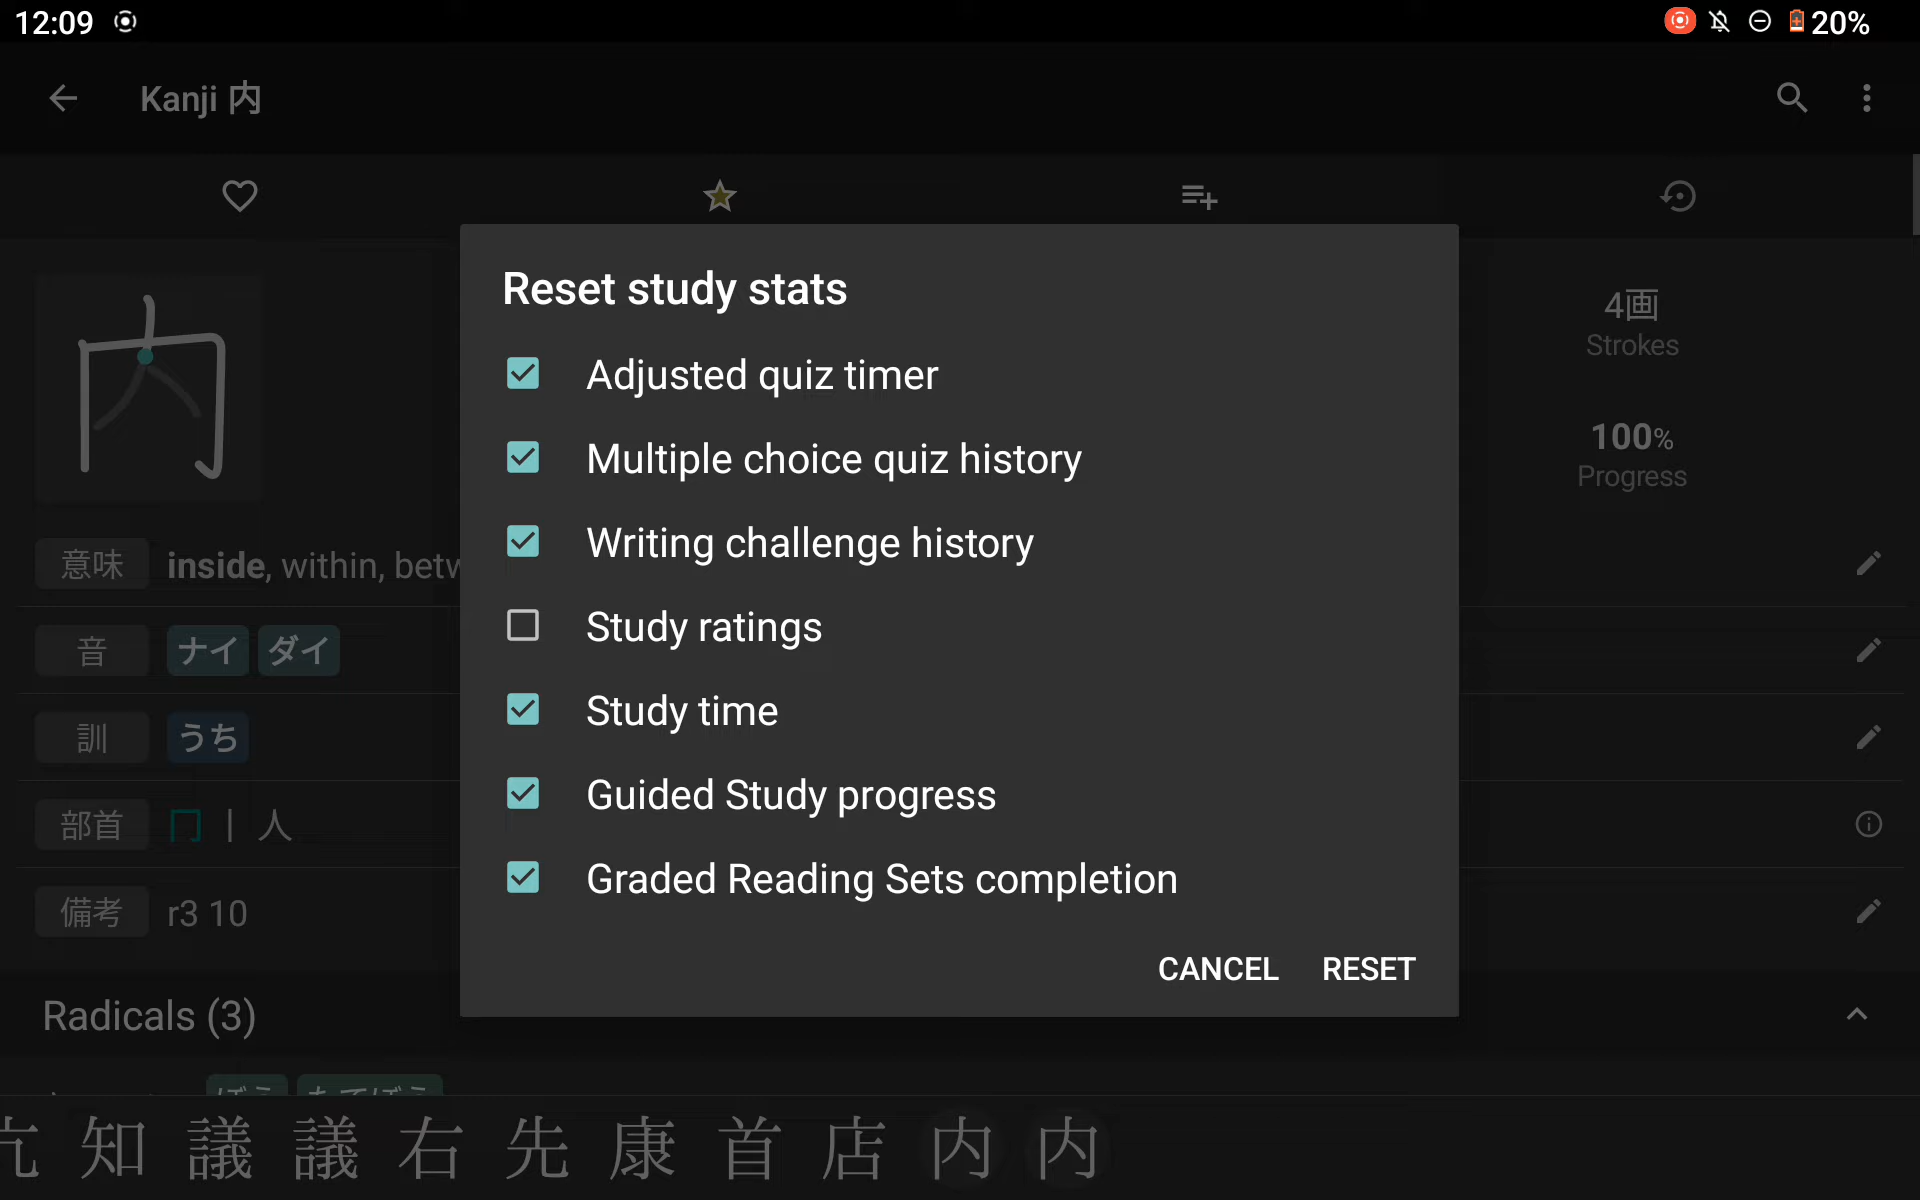 12:09
20%
Kanji 内
Reset study stats
Adjusted quiz timer
Multiple choice quiz history
Writing challenge history
Study ratings
Study time
Guided Study progress
Graded Reading Sets completion
CANCEL RESET
4画
Strokes
100%
Progress
意味 inside, within, betw
音 ナイ ダイ
訓 うち
部首 冂 | 人
備考 r3 10
Radicals (3)
知 議 議 右 先 康 首 店 内 内